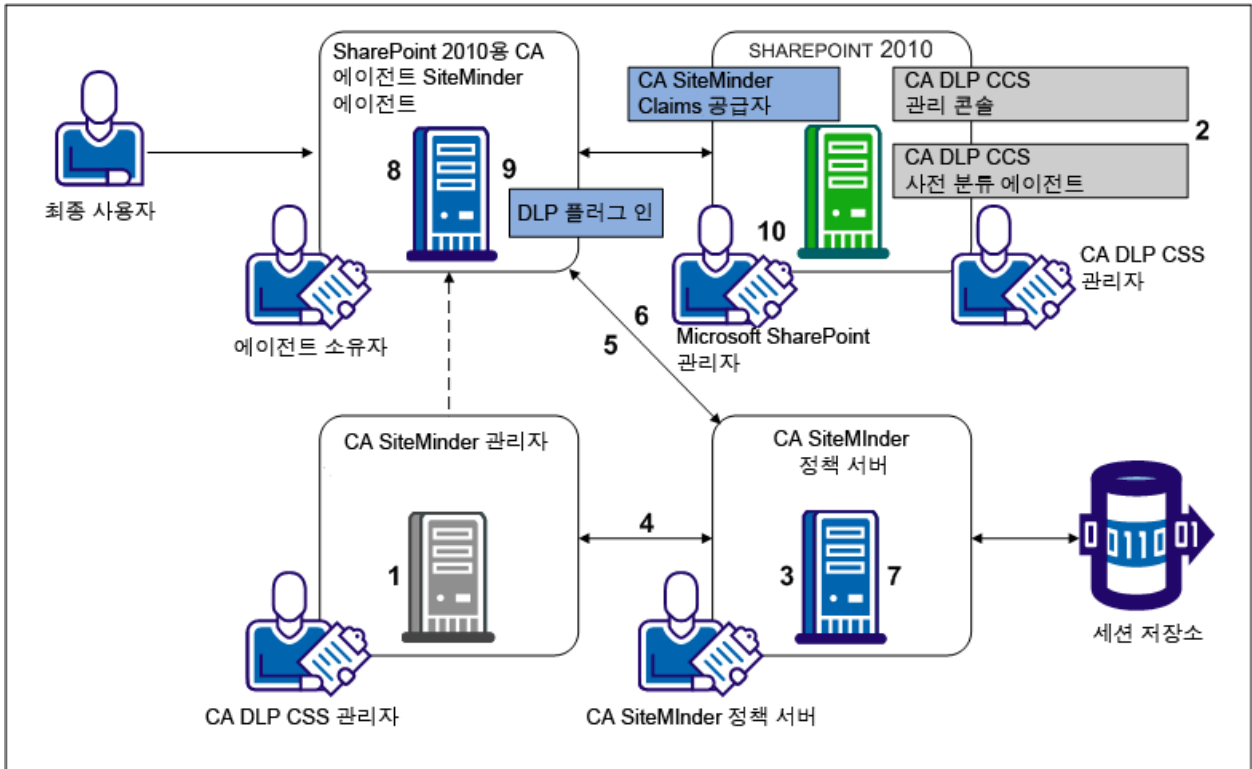 SharePoint 2010용 CA
에이전트 SiteMinder
에이전트
8
9
DLP 플러그 인
최종 사용자
에이전트 소유자
SHAREPOINT 2010
CA SiteMinder
Claims 공급자
CA DLP CCS
관리 콘솔
2
CA DLP CCS
사전 분류 에이전트
10
CA DLP CSS
관리자
Microsoft SharePoint
관리자
6
5
CA SiteMinder 관리자
1
4
CA DLP CSS 관리자
CA SiteMInder
정책 서버
3
7
CA SiteMInder 정책 서버
0 0110 01
세션 저장소